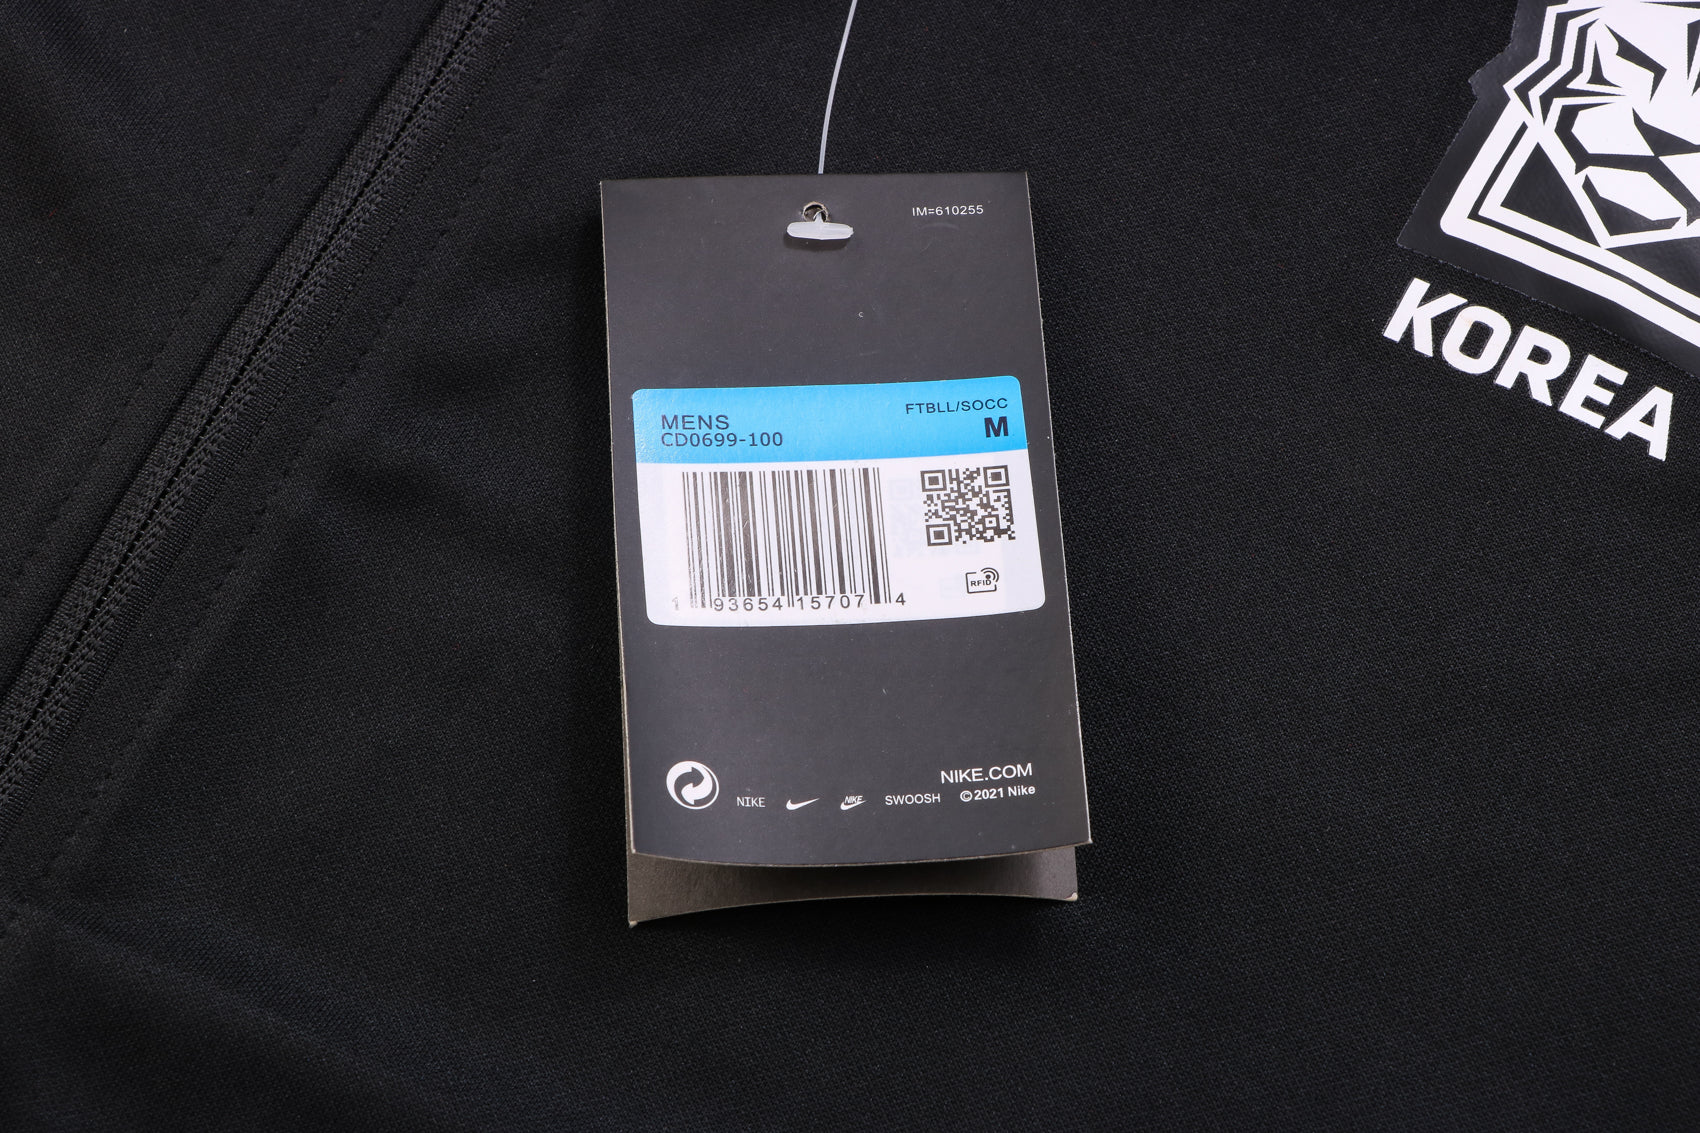 IM=610255
MENS
FTBLL/SOCC
CD0699-100
M
1 93654 15707 4
RFID
NIKE.COM
NIKE
NIKE
SWOOSH
©2021 Nike
KOREA